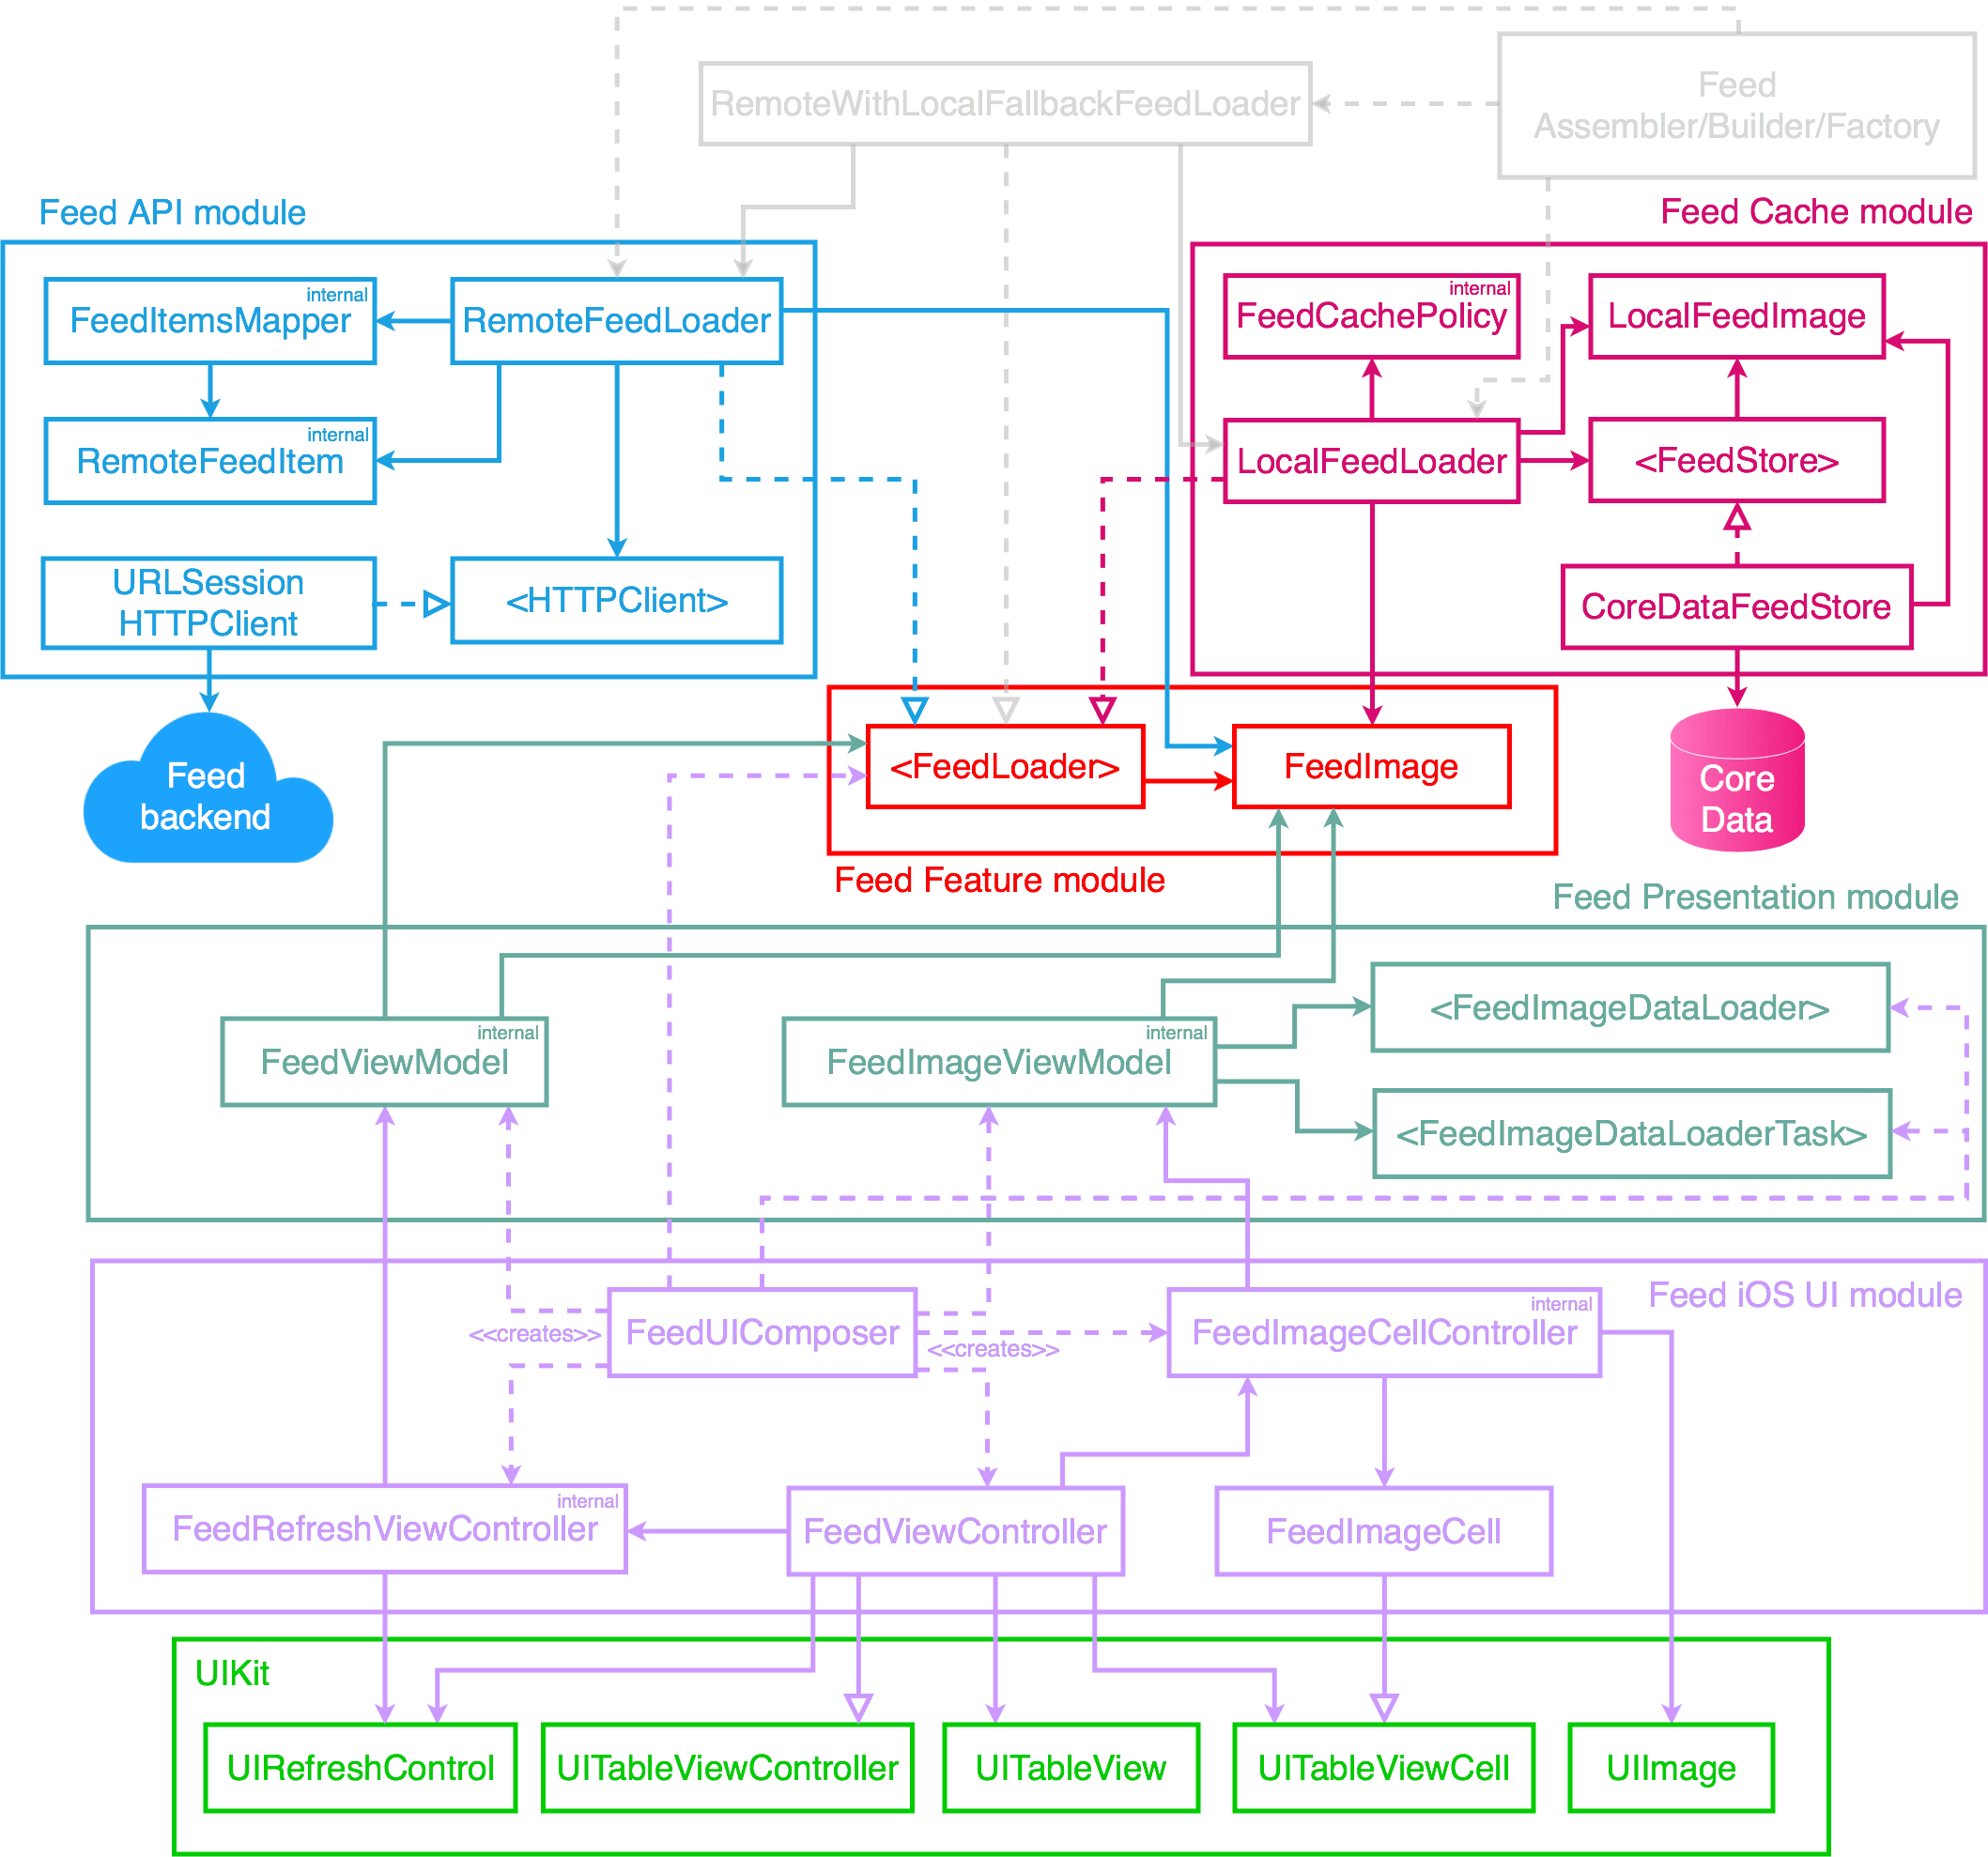 RemoteWithLocalFallbackFeedLoader
Feed
Assembler/Builder/Factory
Feed API module
Feed Cache module
internal
FeedItemsMapper
RemoteFeedLoader
internal
FeedCachePolicy
LocalFeedImage
internal
RemoteFeedItem
LocalFeedLoader
<FeedStore>
URLSession
HTTPClient
<HTTPClient>
CoreDataFeedStore
Feed
backend
<FeedLoader>
FeedImage
Core
Data
Feed Feature module
Feed Presentation module
<FeedImageDataLoader>
internal
FeedViewModel
internal
FeedImageViewModel
<FeedImageDataLoaderTask>
Feed iOS UI module
<<creates>>
FeedUIComposer
<<creates>>
internal
FeedImageCellController
internal
FeedRefreshViewController
FeedViewController
FeedImageCell
UIKit
UIRefreshControl
UITableViewController
UITableView
UITableViewCell
UIImage